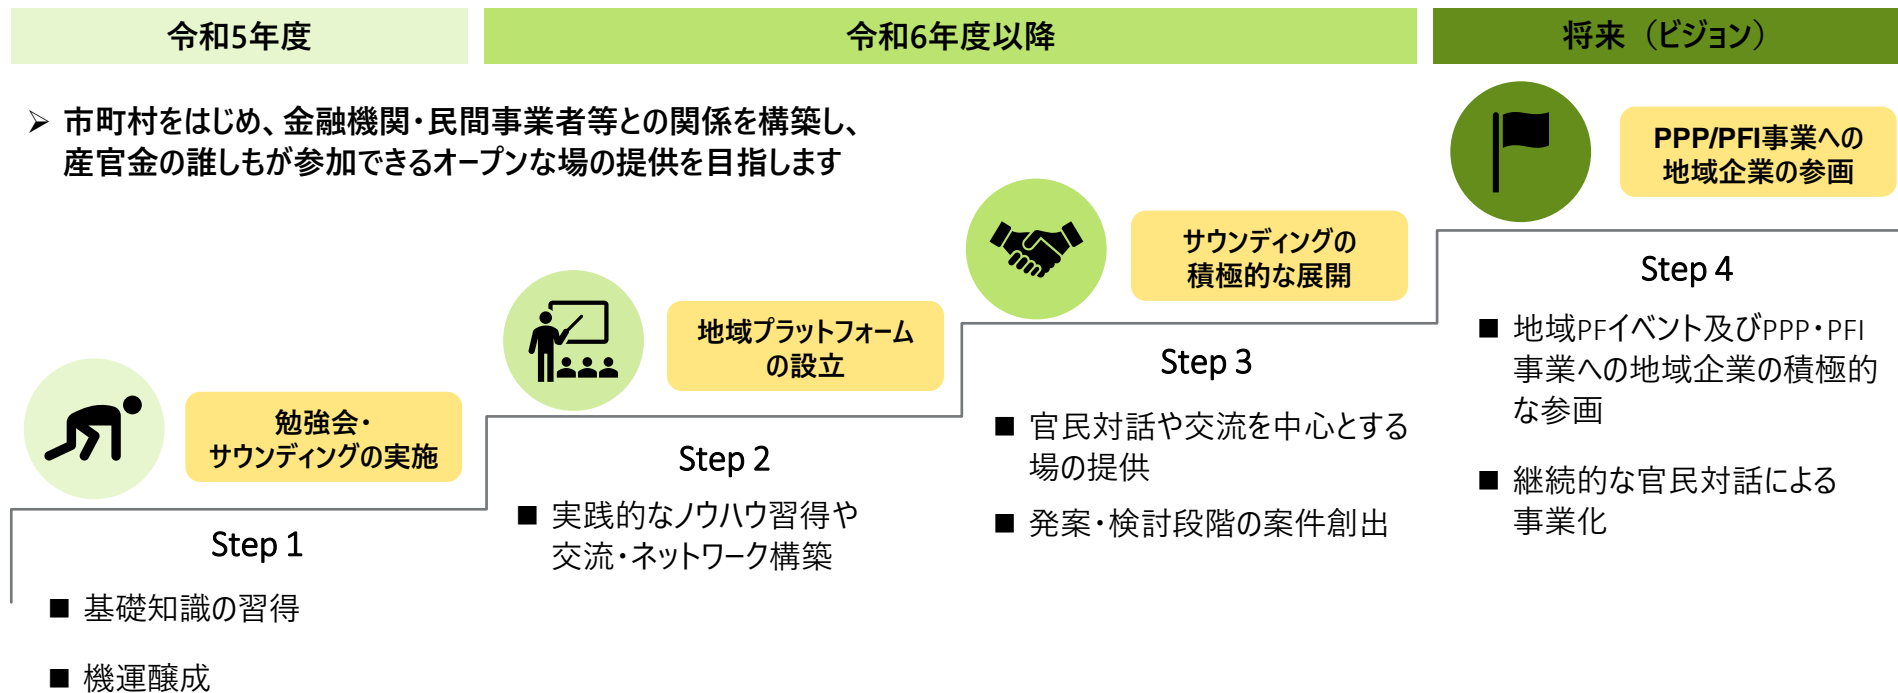 令和5年度
令和6年度以降
将来（ビジョン）
➢ 市町村をはじめ、金融機関・民間事業者等との関係を構築し、
産官金の誰しもが参加できるオープンな場の提供を目指します
勉強会・
サウンディングの実施
Step 1
■ 基礎知識の習得
■ 機運醸成
地域プラットフォーム
の設立
Step 2
■ 実践的なノウハウ習得や
交流・ネットワーク構築
サウンディングの
積極的な展開
Step 3
■ 官民対話や交流を中心とする
場の提供
■ 発案・検討段階の案件創出
PPP/PFI事業への
地域企業の参画
Step 4
■ 地域PFイベント及びPPP・PFI
事業への地域企業の積極的
な参画
■ 継続的な官民対話による
事業化